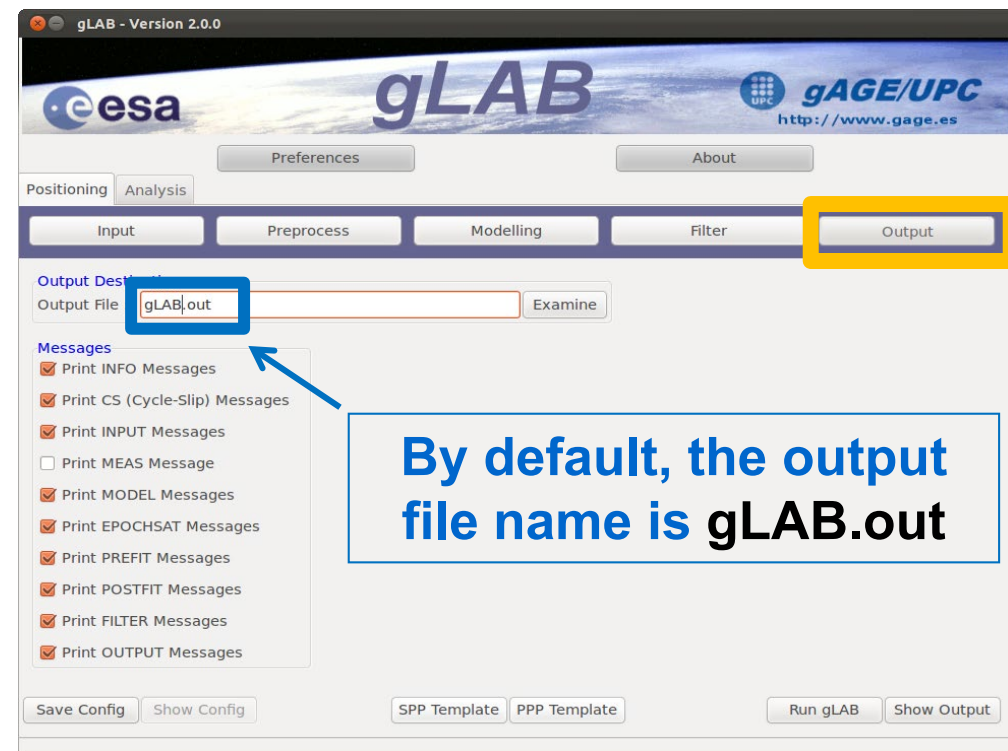 gLAB - Version 2.0.0
esa
gLAB
UPC
gAGE/UPC
http://www.gage.es
Preferences
About
Positioning
Analysis
Input
Preprocess
Modelling
Filter
Output
Output
Output File
gLAB.out
Examine
Messages
Print INFO Messages
Print CS (Cycle-Slip) Messages
Print INPUT Messages
Print MEAS Message
Print MODEL Messages
Print EPOCHSAT Messages
Print PREFIT Messages
Print POSTFIT Messages
Print FILTER Messages
Print OUTPUT Messages
By default, the output
file name is gLAB.out
Save Config
Show Config
SPP Template
PPP Template
Run gLAB
Show Output